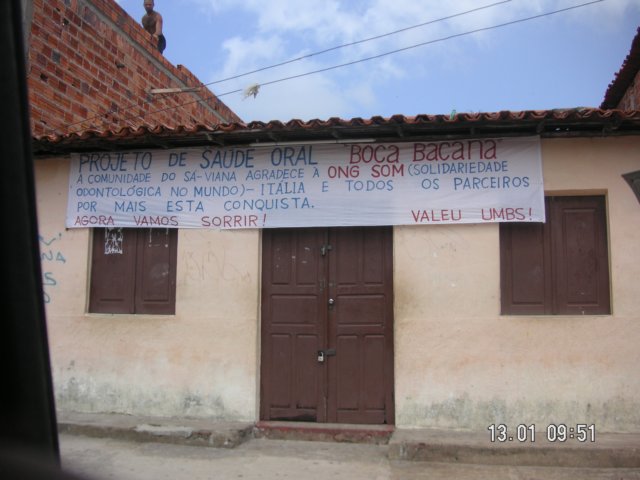 PROJETO DE SAÚDE ORAL "BOCA BACANA"
A COMUNIDADE DO SÁ-VIANA AGRADECE À ONG SOM (SOLIDARIEDADE
ODONTOLÓGICA NO MUNDO)- ITÁLIA E TODOS OS PARCEIROS
POR MAIS ESTA CONQUISTA.
AGORA VAMOS SORRIR! VALEU UMBS!
13.01 09:51